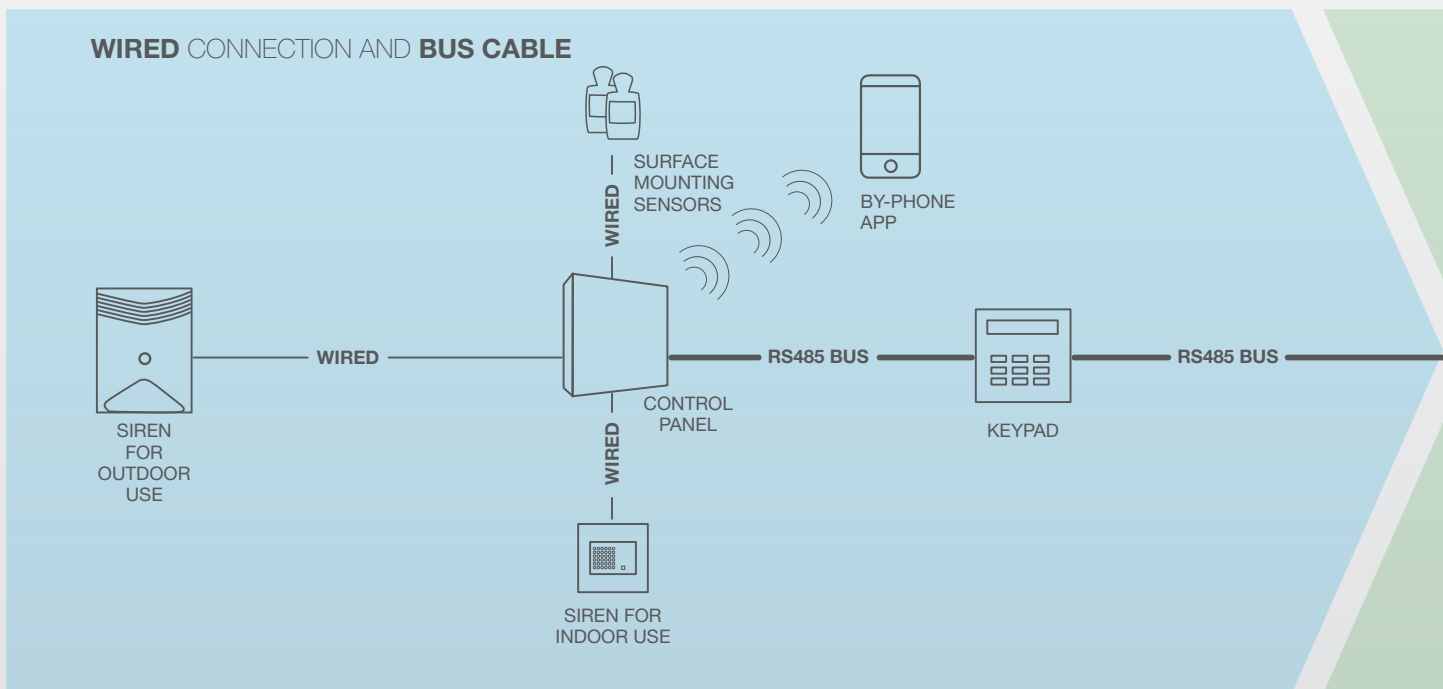 WIRED CONNECTION AND BUS CABLE
SURFACE
MOUNTING
SENSORS
WIRED
BY-PHONE
APP
WIRED
RS485 BUS
RS485 BUS
CONTROL
PANEL
KEYPAD
SIREN
FOR
OUTDOOR
USE
WIRED
SIREN FOR
INDOOR USE